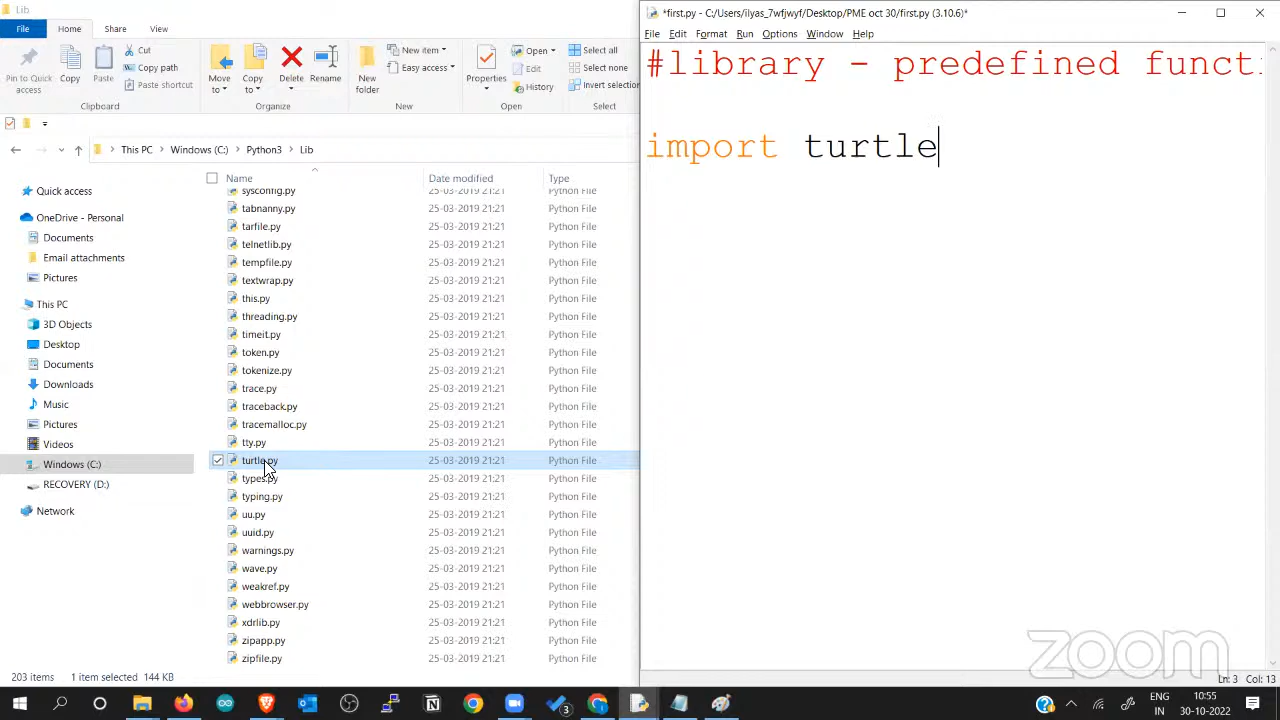 Lib
File
Home
Share
View
Pin to Quick access
Copy
Paste
Cut
Copy path
Paste shortcut
Clipboard
Move to
Copy to
Delete
Rename
Organize
New folder
New item
Easy access
New
Properties
Open
Edit
History
Open
Select all
Select none
Invert selection
Select
This PC > Windows (C:) > Python3 > Lib
Quick access
OneDrive - Personal
Documents
Email attachments
Pictures
This PC
3D Objects
Desktop
Documents
Downloads
Music
Pictures
Videos
Windows (C:)
RECOVERY (D:)
Network
Name Date modified Type
sysconfig.py 25-03-2019 21:21 Python File
tabnanny.py 25-03-2019 21:21 Python File
tarfile.py 25-03-2019 21:21 Python File
telnetlib.py 25-03-2019 21:21 Python File
tempfile.py 25-03-2019 21:21 Python File
textwrap.py 25-03-2019 21:21 Python File
this.py 25-03-2019 21:21 Python File
threading.py 25-03-2019 21:21 Python File
timeit.py 25-03-2019 21:21 Python File
token.py 25-03-2019 21:21 Python File
tokenize.py 25-03-2019 21:21 Python File
trace.py 25-03-2019 21:21 Python File
traceback.py 25-03-2019 21:21 Python File
tracemalloc.py 25-03-2019 21:21 Python File
tty.py 25-03-2019 21:21 Python File
turtle.py 25-03-2019 21:21 Python File
types.py 25-03-2019 21:21 Python File
typing.py 25-03-2019 21:21 Python File
uu.py 25-03-2019 21:21 Python File
uuid.py 25-03-2019 21:21 Python File
warnings.py 25-03-2019 21:21 Python File
wave.py 25-03-2019 21:21 Python File
weakref.py 25-03-2019 21:21 Python File
webbrowser.py 25-03-2019 21:21 Python File
xdrlib.py 25-03-2019 21:21 Python File
zipapp.py 25-03-2019 21:21 Python File
zipfile.py 25-03-2019 21:21 Python File
203 items 1 item selected 144 KB
*first.py - C:/Users/ilyas_7wfjwyf/Desktop/PME oct 30/first.py (3.10.6)*
File Edit Format Run Options Window Help
#library - predefined functi
import turtle
zoom
Ln: 3 Col: 13
ENG
IN
10:55
30-10-2022